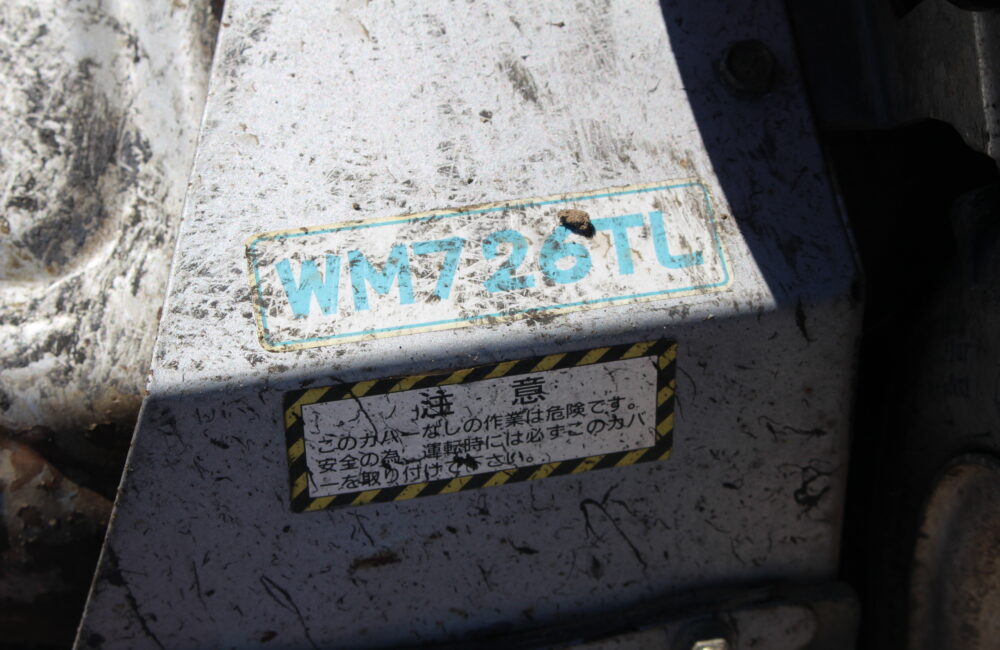 WM726TL
注 意
このカバーなしの作業は危険です。
安全の為、運転時には必ずこのカバ
ーを取り付けて下さい。